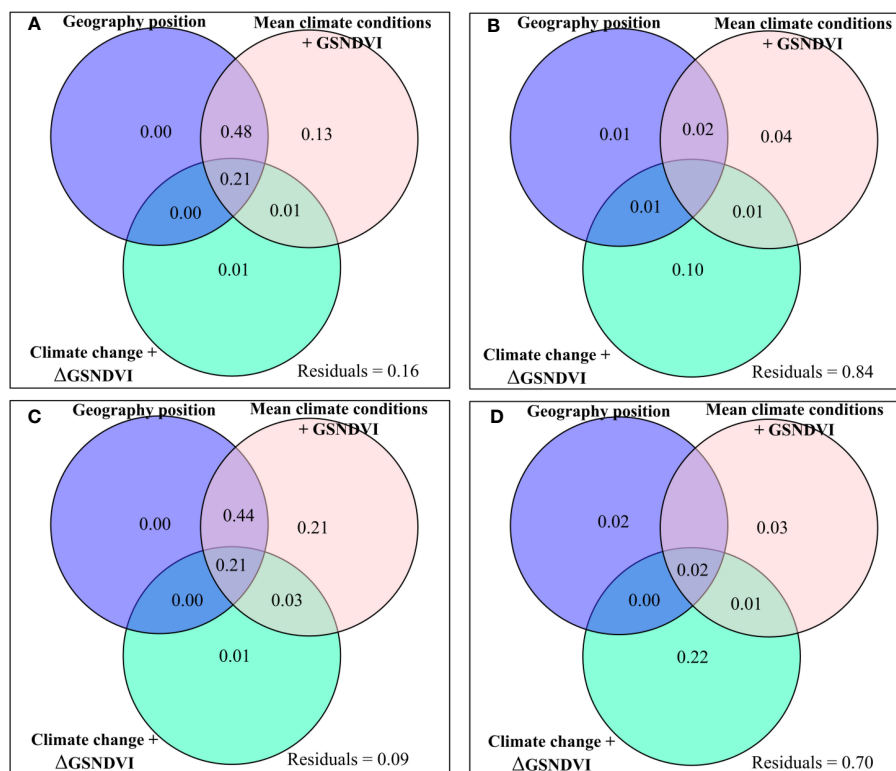 A
Geography position
Mean climate conditions
+ GSNDVI
0.00
0.48
0.13
0.21
0.00
0.01
0.01
Climate change +
ΔGSNDVI
Residuals = 0.16
B
Geography position
Mean climate conditions
+ GSNDVI
0.01
0.02
0.04
0.01
0.01
0.10
Climate change +
ΔGSNDVI
Residuals = 0.84
C
Geography position
Mean climate conditions
+ GSNDVI
0.00
0.44
0.21
0.21
0.00
0.03
0.01
Climate change +
ΔGSNDVI
Residuals = 0.09
D
Geography position
Mean climate conditions
+ GSNDVI
0.02
0.03
0.02
0.00
0.01
0.22
Climate change +
ΔGSNDVI
Residuals = 0.70